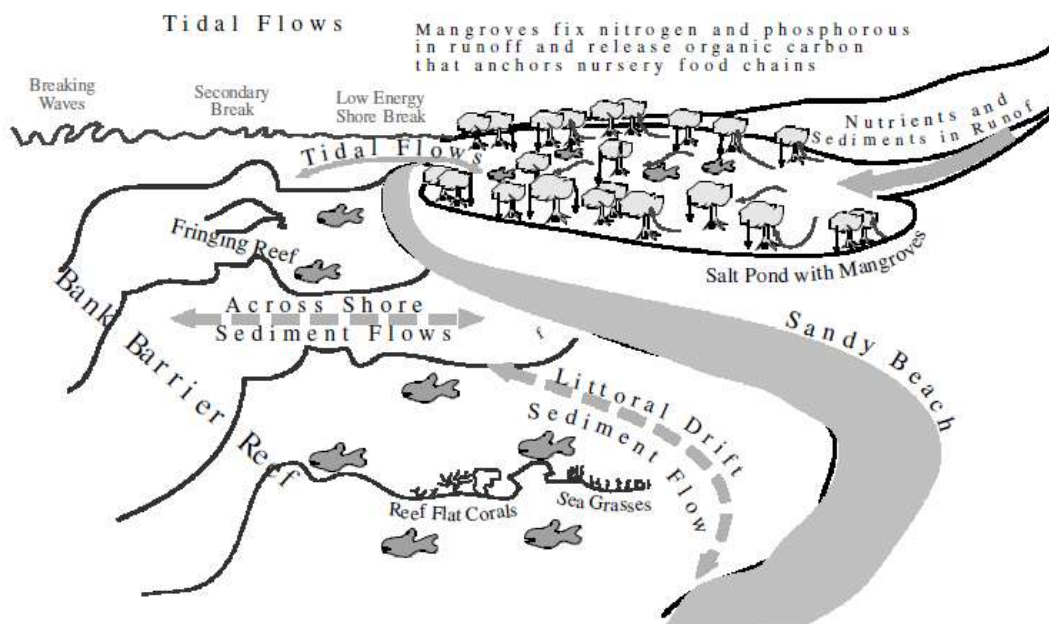 Tidal Flows
Mangroves fix nitrogen and phosphorous
in runoff and release organic carbon
that anchors nursery food chains
Breaking
Waves
Secondary
Break
Low Energy
Shore Break
Nutrients and
Sediments in Runof
Tidal Flows
Fringing Reef
Salt Pond with Mangroves
Across Shore
Sediment Flows
f
Bank Barrier Reef
Sandy Beach
Littoral Drift
Sediment Flow
Reef Flat Corals
Sea Grasses